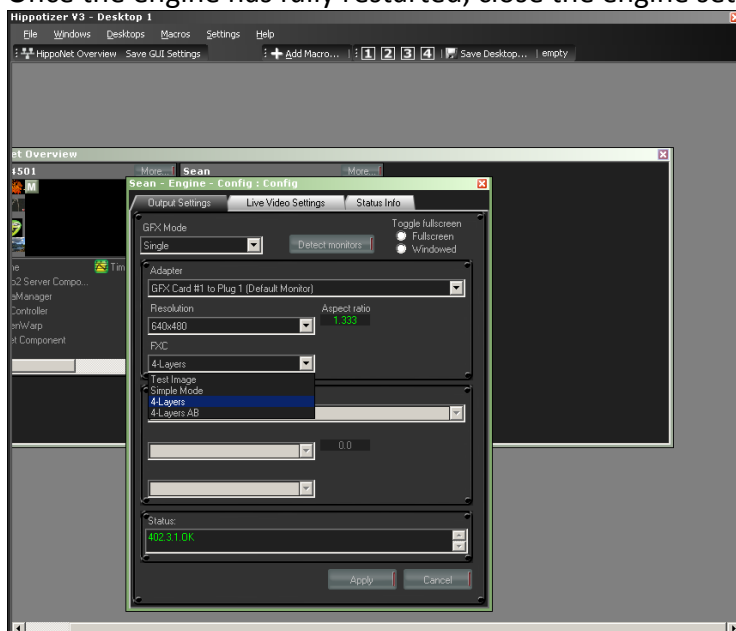 Once the engine has fully restarted, close the engine set
Hippotizer V3 - Desktop 1
File Windows Desktops Macros Settings Help
HippoNet Overview Save GUI Settings Add Macro... 1 2 3 4 Save Desktop... empty
et Overview
4501 More... Sean More...
M
Sean - Engine - Config : Config
Output Settings Live Video Settings Status Info
GFX Mode
Toggle fullscreen
Single Detect monitors Fullscreen
Windowed
ne Tim
o2 Server Compo...
aManager
Controller
enWarp
et Component
Adapter
GFX Card #1 to Plug 1 (Default Monitor)
Resolution Aspect ratio
640x480 1.333
FXC
4-Layers
Test Image
Simple Mode
4-Layers
4-Layers AB
0.0
Status:
402.3.1.OK
Apply Cancel